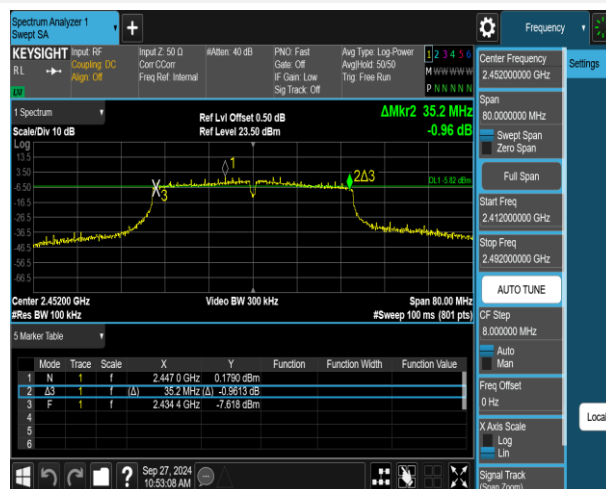 Spectrum Analyzer 1
Swept SA
Frequency
KEYSIGHT
RL
Input: RF
Coupling: DC
Align: Off
Input Z: 50 Ω
Corr CCorr
Freq Ref: Internal
#Atten: 40 dB
PNO: Fast
Gate: Off
IF Gain: Low
Sig Track: Off
Avg Type: Log-Power
Avg|Hold: 50/50
Trig: Free Run
1 2 3 4 5 6
M W W W W W
P N N N N N
LXI
1 Spectrum
Scale/Div 10 dB
Ref Lvl Offset 0.50 dB
Ref Level 23.50 dBm
ΔMkr2 35.2 MHz
-0.96 dB
Log
13.5
3.50
-6.50
-16.5
-26.5
-36.5
-46.5
-56.5
-66.5
1
2Δ3
3
DL1 -5.82 dBm
Center 2.45200 GHz
#Res BW 100 kHz
Video BW 300 kHz
Span 80.00 MHz
#Sweep 100 ms (801 pts)
5 Marker Table
Mode Trace Scale X Y Function Function Width Function Value
1 N 1 f 2.447 0 GHz 0.1790 dBm
2 Δ3 1 f (Δ) 35.2 MHz (Δ) -0.9613 dB
3 F 1 f 2.434 4 GHz -7.618 dBm
4
5
6
Sep 27, 2024
10:53:08 AM
Center Frequency
2.452000000 GHz
Span
80.0000000 MHz
Swept Span
Zero Span
Full Span
Start Freq
2.412000000 GHz
Stop Freq
2.492000000 GHz
AUTO TUNE
CF Step
8.000000 MHz
Auto
Man
Freq Offset
0 Hz
X Axis Scale
Log
Lin
Signal Track
(Span Zoom)
Settings
Local